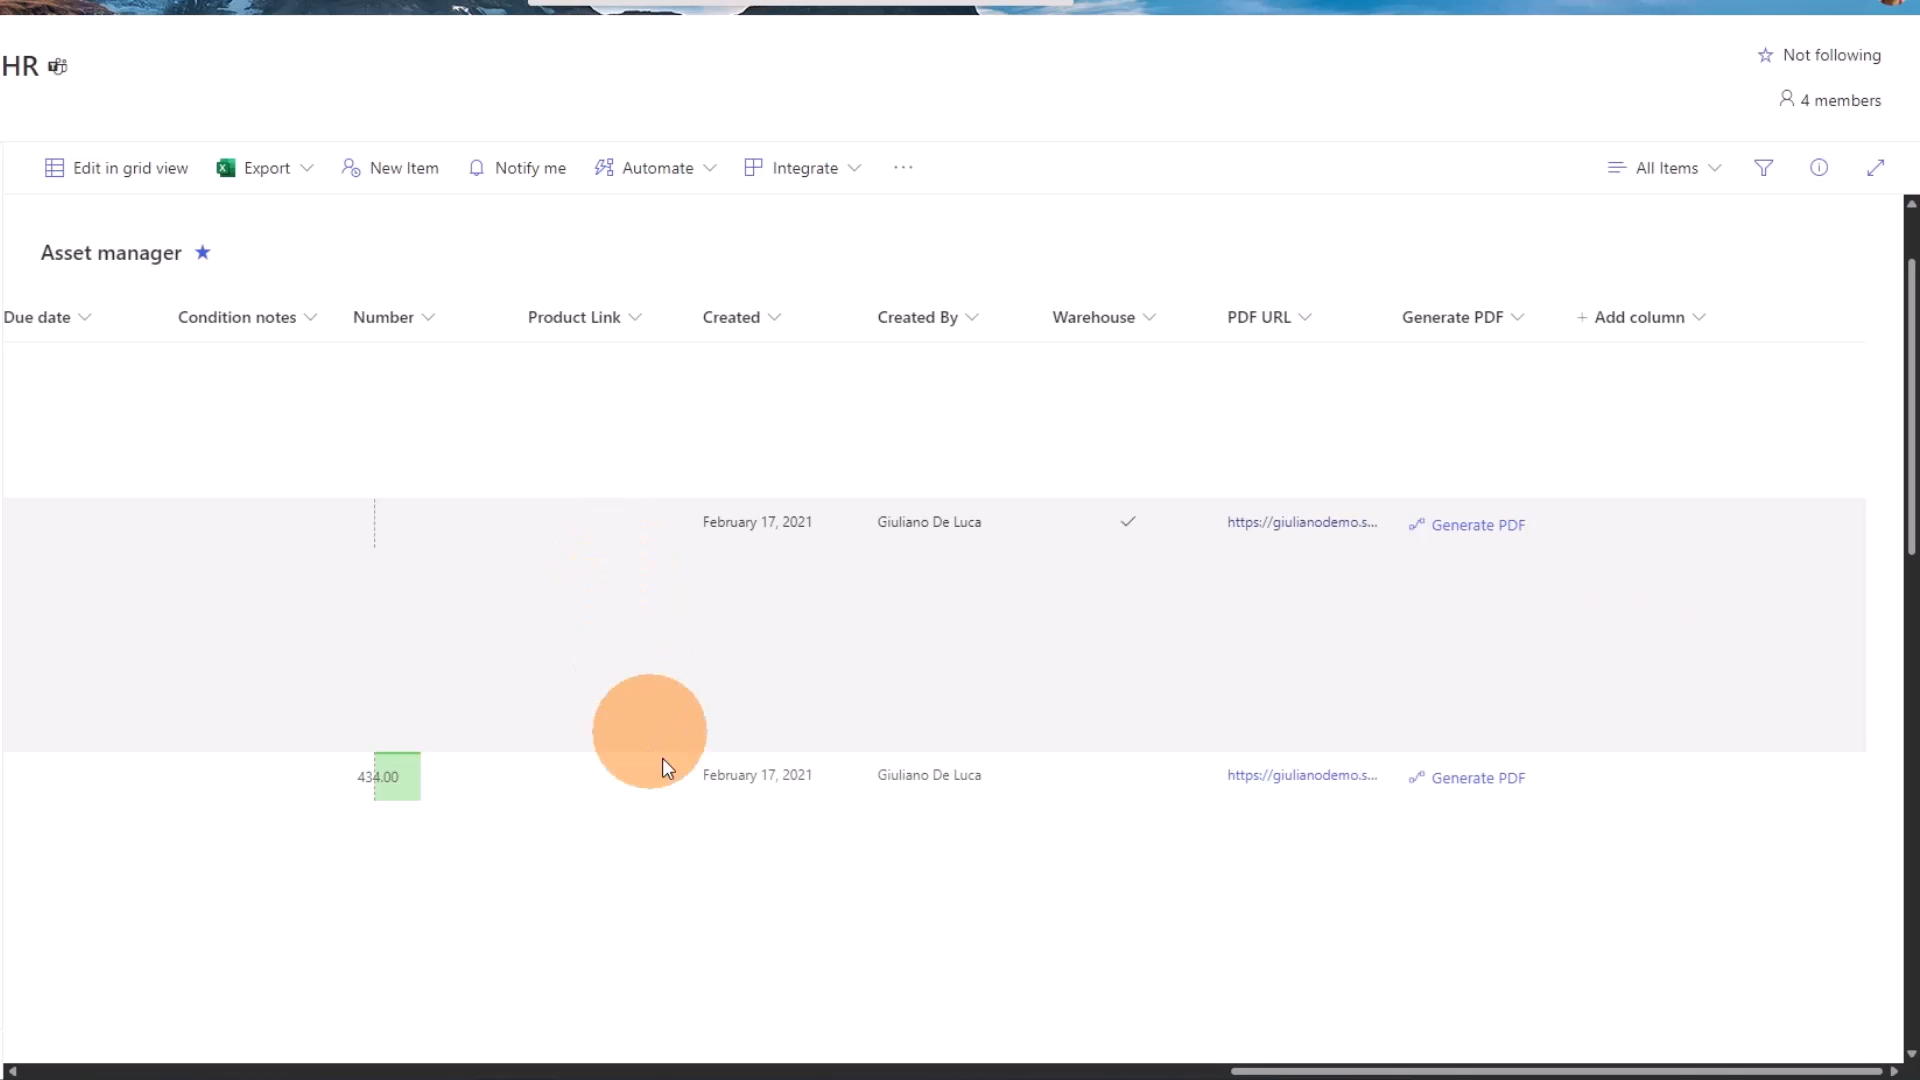 HR
Not following
4 members
Edit in grid view Export New Item Notify me Automate Integrate ··· All Items
Asset manager
Due date Condition notes Number Product Link Created Created By Warehouse PDF URL Generate PDF + Add column
February 17, 2021 Giuliano De Luca https://giulianodemo.s... Generate PDF
434.00 February 17, 2021 Giuliano De Luca https://giulianodemo.s... Generate PDF